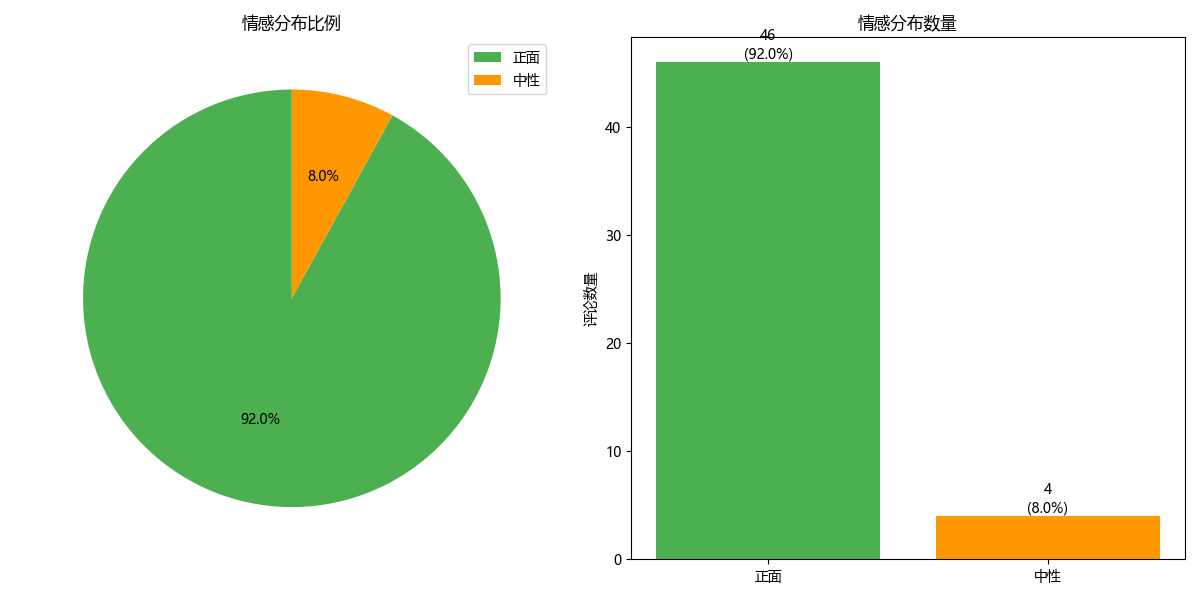 情感分布比例
正面
中性
8.0%
92.0%
情感分布数量
46
(92.0%)
评论数量
40
30
20
10
0
4
(8.0%)
正面
中性